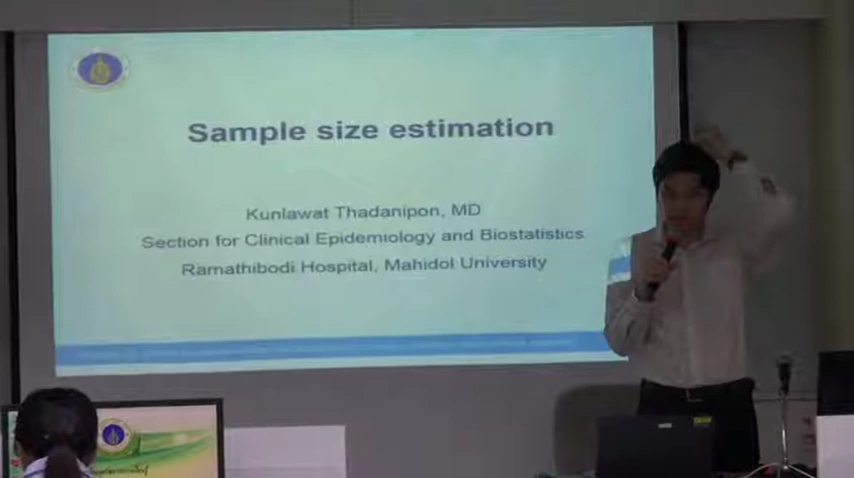 Sample size estimation
Kunlawat Thadanipon, MD
Section for Clinical Epidemiology and Biostatistics
Ramathibodi Hospital, Mahidol University